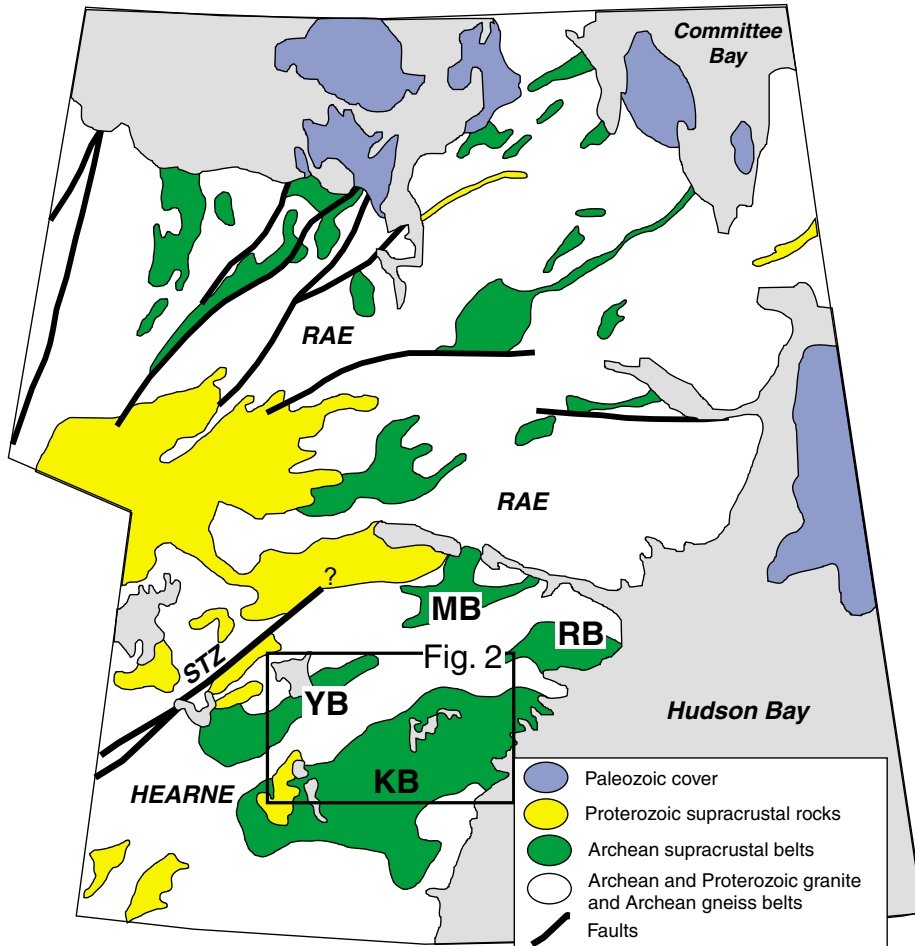 Committee
Bay
RAE
RAE
?
MB
RB
STZ
Fig. 2
YB
Hudson Bay
KB
HEARNE
Paleozoic cover
Proterozoic supracrustal rocks
Archean supracrustal belts
Archean and Proterozoic granite
and Archean gneiss belts
Faults